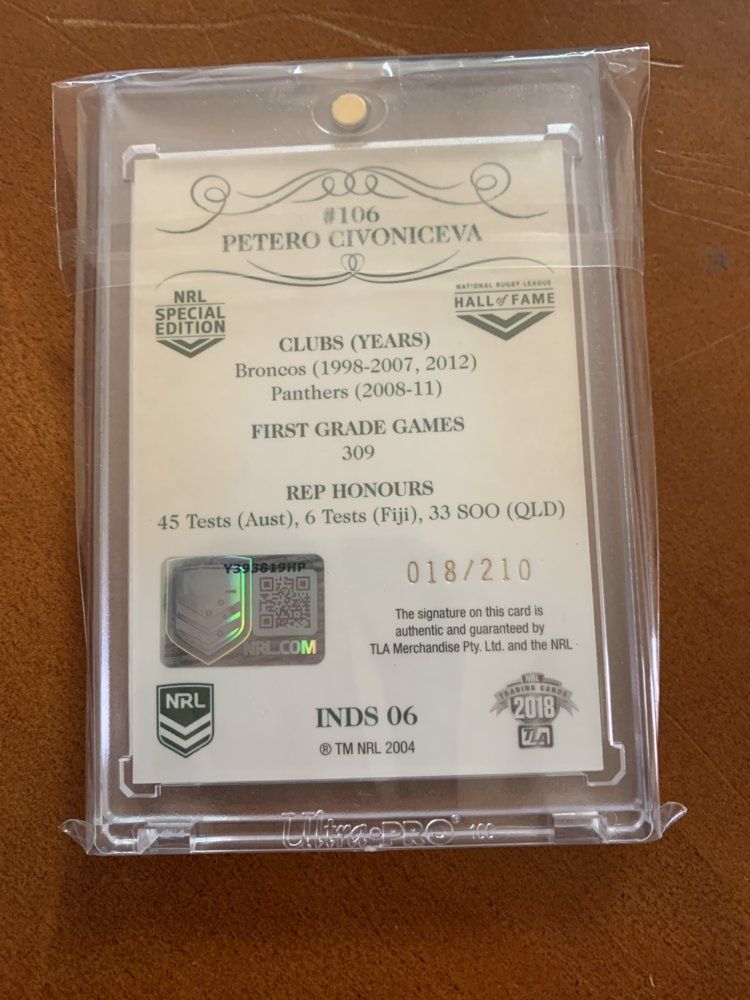 #106
PETERO CIVONICEVA
NRL
SPECIAL
EDITION
NATIONAL RUGBY LEAGUE
HALL of FAME
CLUBS (YEARS)
Broncos (1998-2007, 2012)
Panthers (2008-11)
FIRST GRADE GAMES
309
REP HONOURS
45 Tests (Aust), 6 Tests (Fiji), 33 SOO (QLD)
Y393819HP
NRL.COM
018/210
The signature on this card is
authentic and guaranteed by
TLA Merchandise Pty. Ltd. and the NRL
NRL
INDS 06
® TM NRL 2004
NRL
TRADING CARDS
2018
TLA
Ultra•PRO®